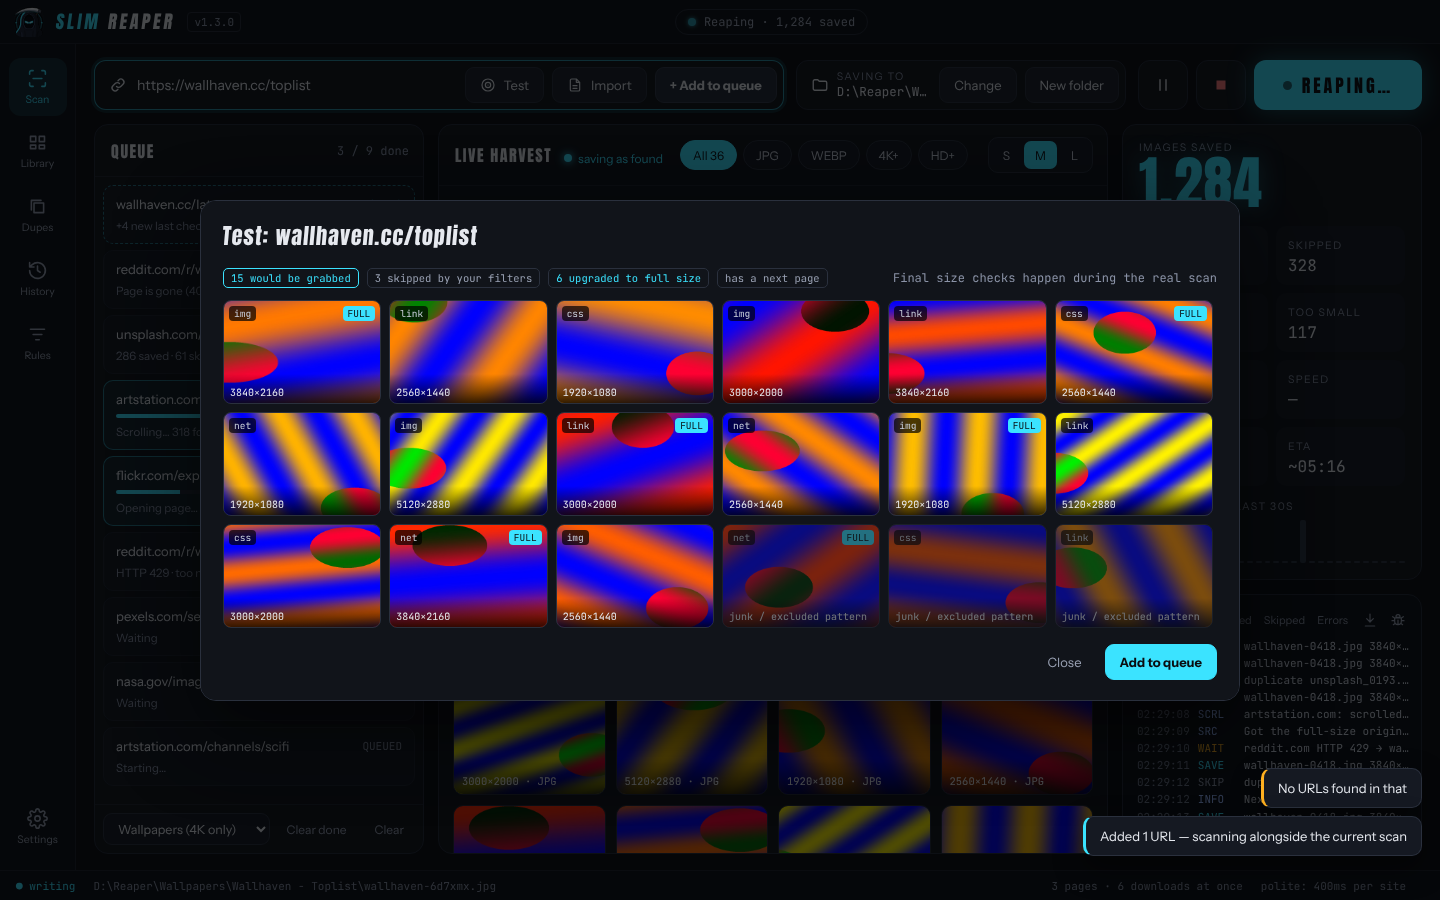 SLIM REAPER v1.3.0
Reaping · 1,284 saved
Scan
Library
Dupes
History
Rules
Settings
https://wallhaven.cc/toplist
Test
Import
+ Add to queue
SAVING TO
D:\Reaper\W…
Change
New folder
REAPING…
QUEUE
3 / 9 done
LIVE HARVEST
saving as found
All 36
JPG
WEBP
4K+
HD+
S
M
L
IMAGES SAVED
1,284
wallhaven.cc/
+4 new last
reddit.com/r/
Page is gone
unsplash.com/
286 saved · 61
artstation.com
Scrolling… 318
flickr.com/exp
Opening page…
reddit.com/r/
HTTP 429 · too
pexels.com/se
Waiting
nasa.gov/imag
Waiting
artstation.com/channels/scifi
QUEUED
Starting…
Wallpapers (4K only)
Clear done
Clear
Test: wallhaven.cc/toplist
15 would be grabbed
3 skipped by your filters
6 upgraded to full size
has a next page
Final size checks happen during the real scan
img FULL
3840×2160
link
2560×1440
css
1920×1080
img
3000×2000
link
3840×2160
css FULL
2560×1440
net
1920×1080
img
5120×2880
link FULL
3000×2000
net
2560×1440
img FULL
1920×1080
link
5120×2880
css
3000×2000
net FULL
3840×2160
img
2560×1440
net FULL
junk / excluded pattern
css
junk / excluded pattern
link
junk / excluded pattern
Close
Add to queue
3000×2000 · JPG
5120×2880 · JPG
1920×1080 · JPG
2560×1440 · JPG
SKIPPED
328
TOO SMALL
117
SPEED
—
ETA
~05:16
AST 30S
Skipped
Errors
wallhaven-0418.jpg 3840×…
wallhaven-0418.jpg 3840×…
duplicate unsplash_0193.…
wallhaven-0418.jpg 3840×…
02:29:08 SCRL artstation.com: scrolled…
02:29:09 SRC Got the full-size origin…
02:29:10 WAIT reddit.com HTTP 429 → wa…
02:29:11 SAVE wallhaven-0418.jpg 3840×…
02:29:12 SKIP
02:29:12 INFO
No URLs found in that
Added 1 URL — scanning alongside the current scan
writing
D:\Reaper\Wallpapers\Wallhaven - Toplist\wallhaven-6d7xmx.jpg
3 pages · 6 downloads at once
polite: 400ms per site